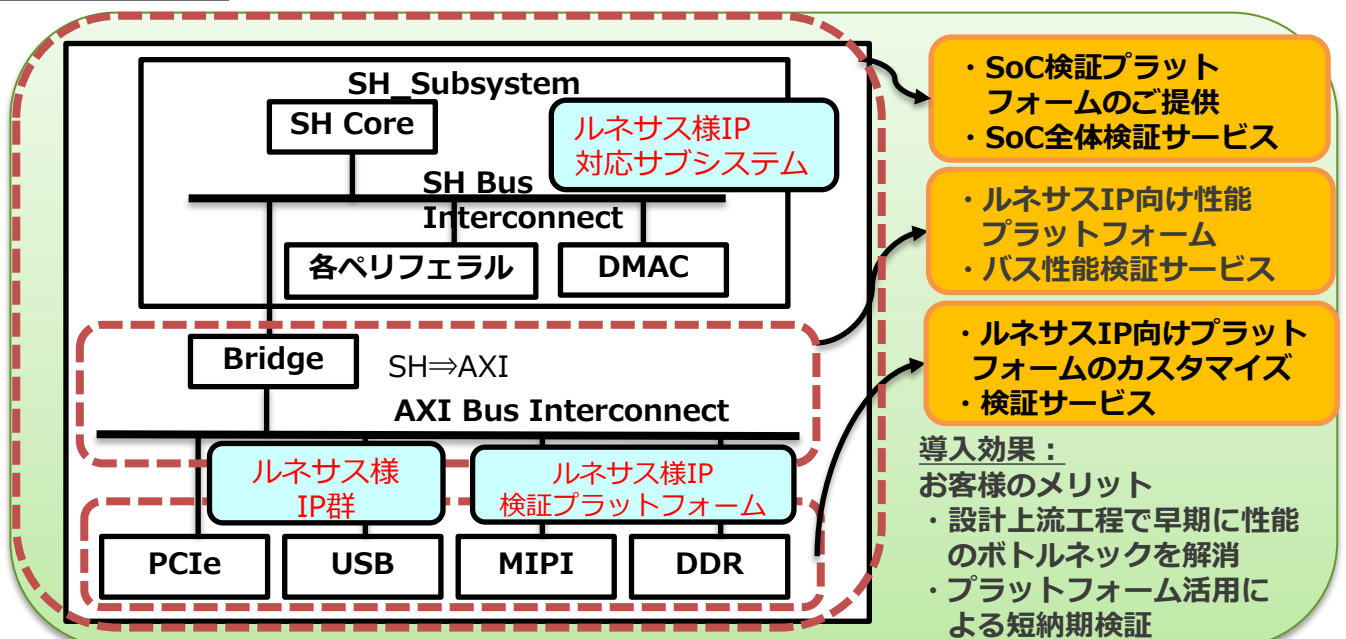 SH_Subsystem
SH Core
ルネサス様IP
対応サブシステム
SH Bus
Interconnect
各ペリフェラル
DMAC
Bridge
SH⇒AXI
AXI Bus Interconnect
ルネサス様
IP群
ルネサス様IP
検証プラットフォーム
PCIe
USB
MIPI
DDR
・SoC検証プラット
フォームのご提供
・SoC全体検証サービス
・ルネサスIP向け性能
プラットフォーム
・バス性能検証サービス
・ルネサスIP向けプラット
フォームのカスタマイズ
・検証サービス
導入効果：
お客様のメリット
・設計上流工程で早期に性能
のボトルネックを解消
・プラットフォーム活用に
よる短納期検証